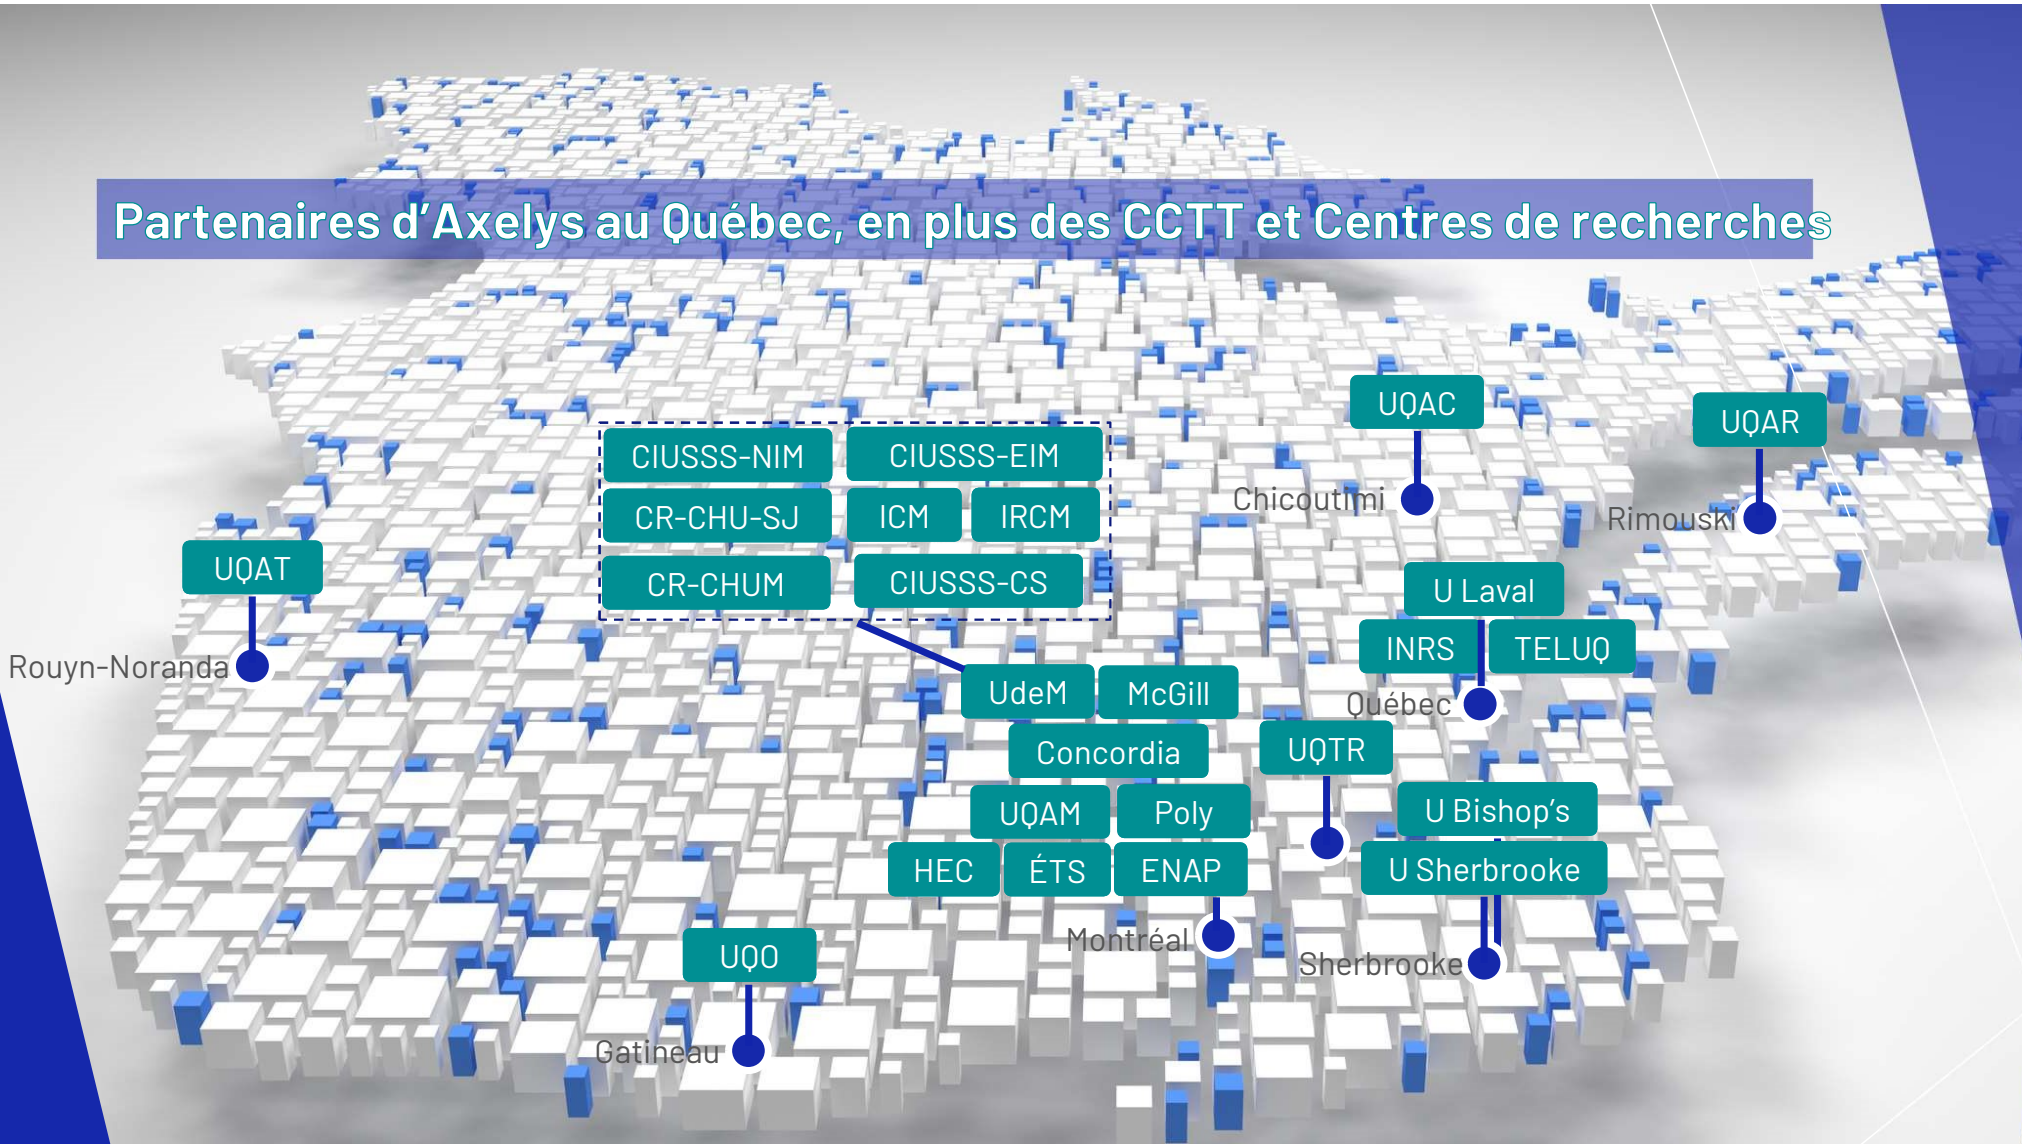 Partenaires d’Axelys au Québec, en plus des CCTT et Centres de recherches
UQAC
UQAR
CIUSSS-NIM
CIUSSS-EIM
Chicoutimi
Rimouski
CR-CHU-SJ
ICM
IRCM
UQAT
CR-CHUM
CIUSSS-CS
U Laval
Rouyn-Noranda
INRS
TELUQ
UdeM
McGill
Québec
Concordia
UQTR
UQAM
Poly
U Bishop’s
HEC
ÉTS
ENAP
U Sherbrooke
Montréal
UQO
Sherbrooke
Gatineau